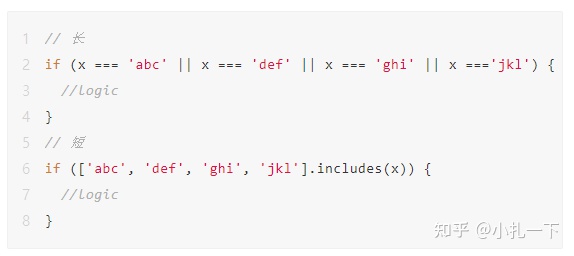 1 // 长
2 if (x === 'abc' || x === 'def' || x === 'ghi' || x ==='jkl') {
3   //logic
4 }
5 // 短
6 if (['abc', 'def', 'ghi', 'jkl'].includes(x)) {
7   //logic
8 }
知乎 @小扎一下